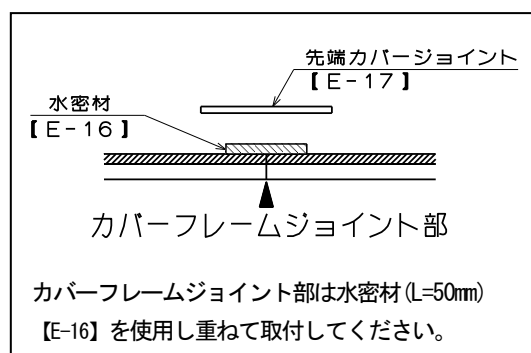 先端カバージョイント
【E-17】
水密材
【E-16】
カバーフレームジョイント部
カバーフレームジョイント部は水密材(L=50mm)
【E-16】を使用し重ねて取付してください。